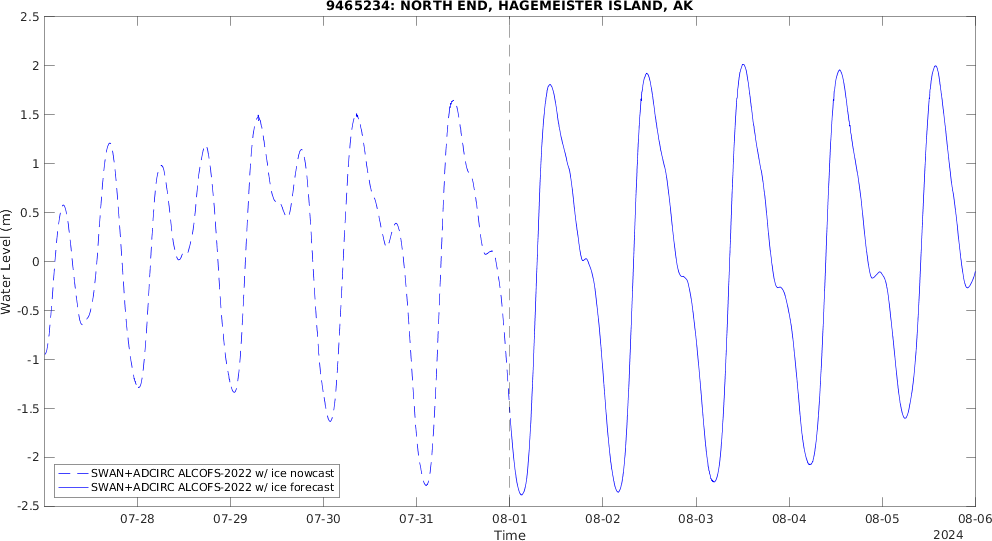 9465234: NORTH END, HAGEMEISTER ISLAND, AK
2.5
2
1.5
1
0.5
0
-0.5
-1
-1.5
-2
-2.5
Water Level (m)
SWAN+ADCIRC ALCOFS-2022 w/ ice nowcast
SWAN+ADCIRC ALCOFS-2022 w/ ice forecast
07-28 07-29 07-30 07-31 08-01 08-02 08-03 08-04 08-05 08-06
Time
2024